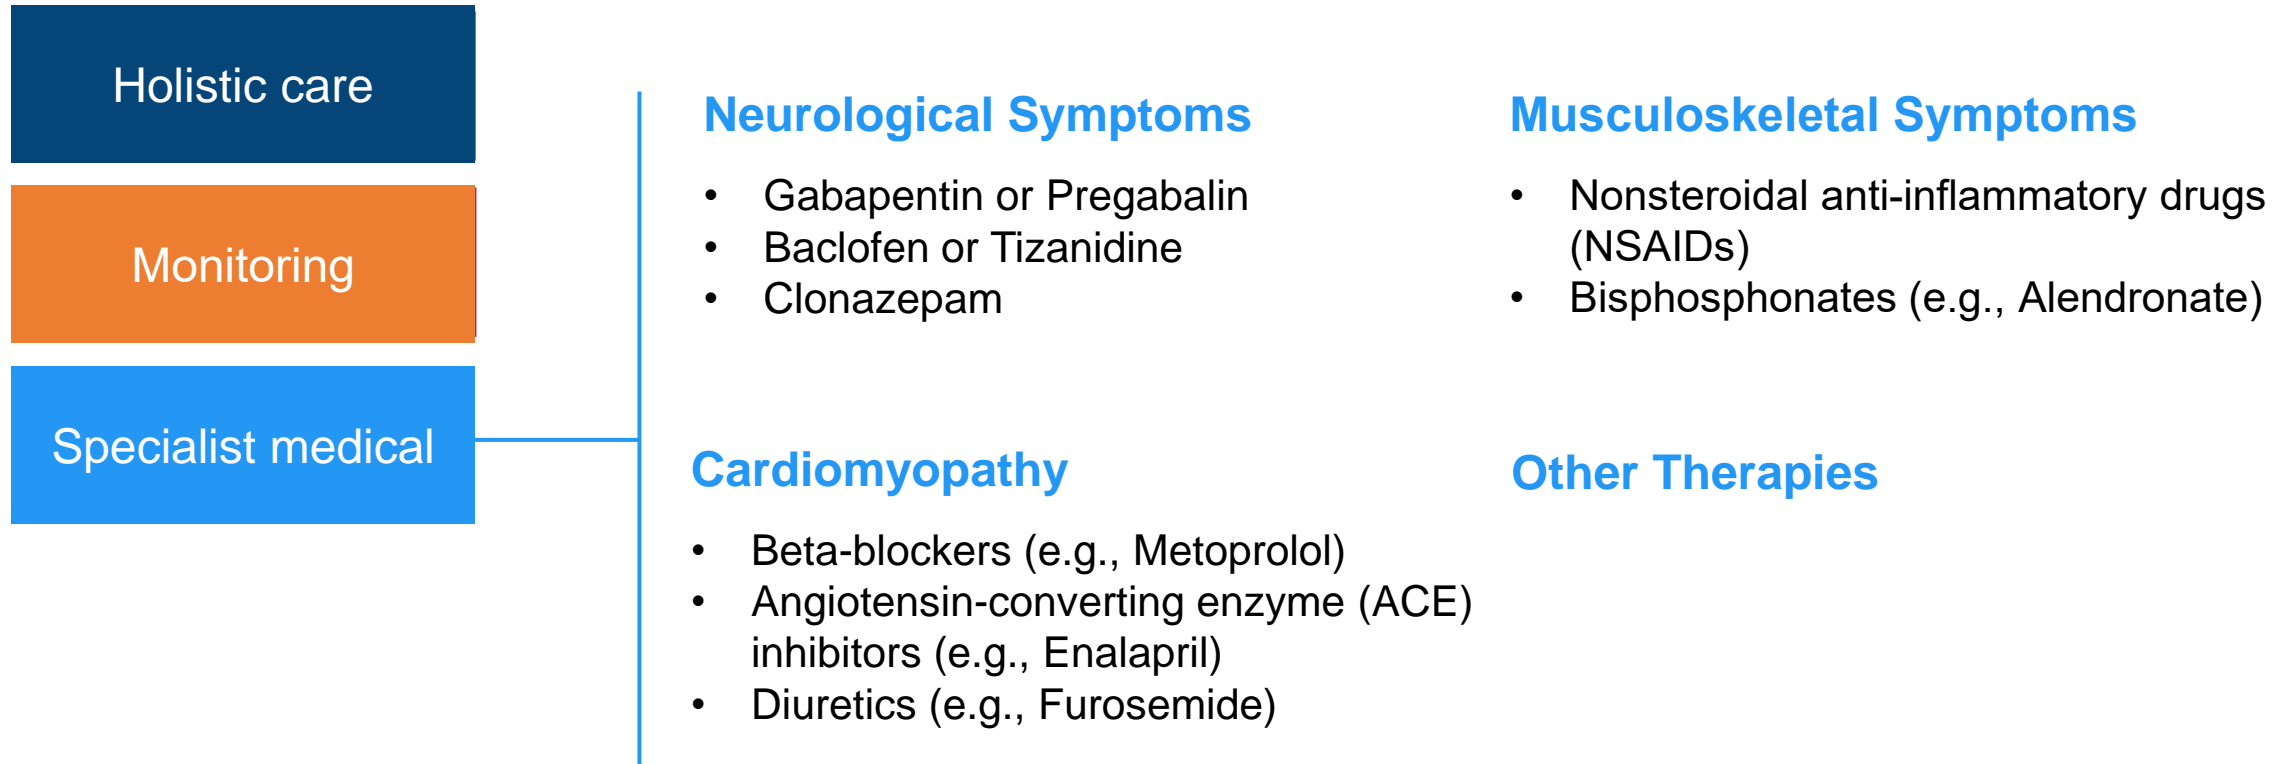 Holistic care
Monitoring
Specialist medical
Neurological Symptoms
• Gabapentin or Pregabalin
• Baclofen or Tizanidine
• Clonazepam
Musculoskeletal Symptoms
• Nonsteroidal anti-inflammatory drugs
(NSAIDs)
• Bisphosphonates (e.g., Alendronate)
Cardiomyopathy
• Beta-blockers (e.g., Metoprolol)
• Angiotensin-converting enzyme (ACE)
inhibitors (e.g., Enalapril)
• Diuretics (e.g., Furosemide)
Other Therapies